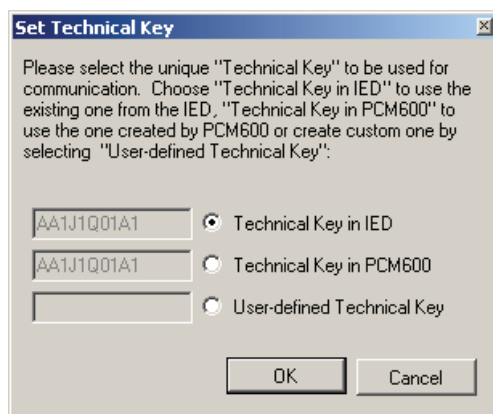 Set Technical Key
Please select the unique "Technical Key" to be used for
communication. Choose "Technical Key in IED" to use the
existing one from the IED, "Technical Key in PCM600" to
use the one created by PCM600 or create custom one by
selecting "User-defined Technical Key":
AA1J1Q01A1 Technical Key in IED
AA1J1Q01A1 Technical Key in PCM600
User-defined Technical Key
OK Cancel